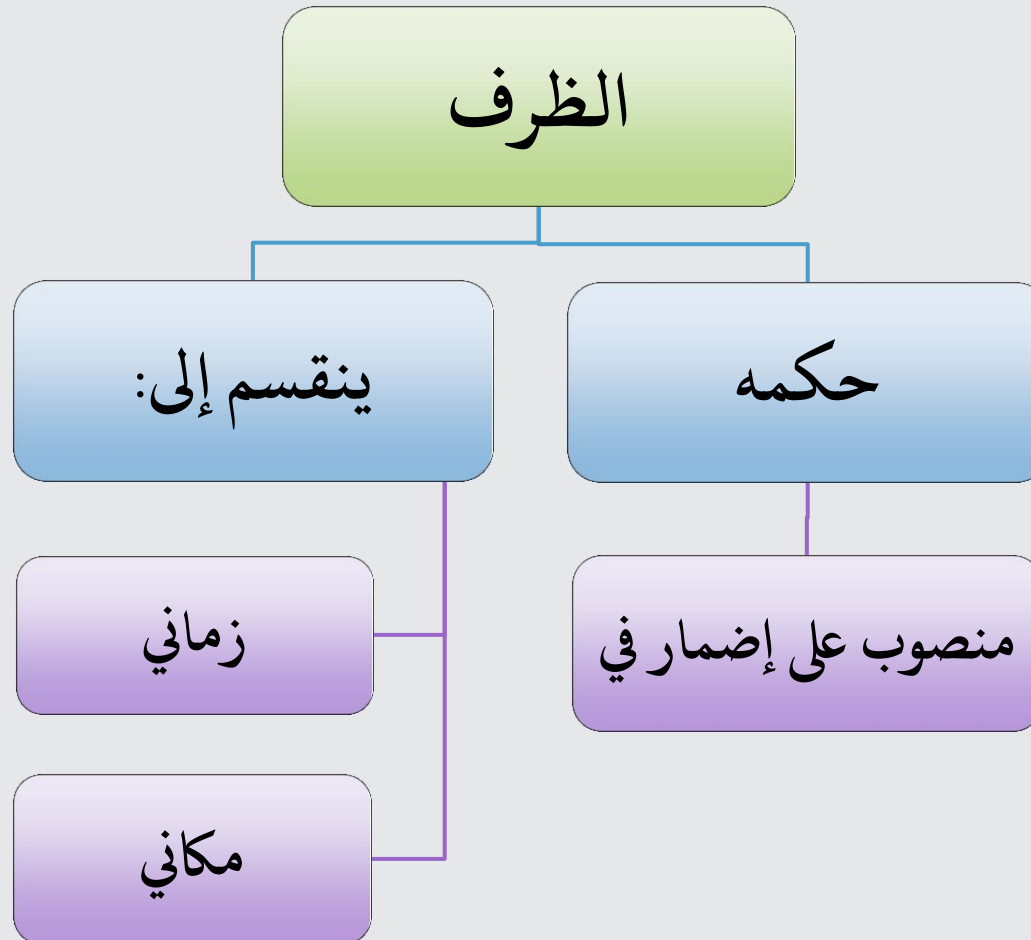 الظرف
حكمه
منصوب على إضمار في
ينقسم إلى:
زماني
مكاني